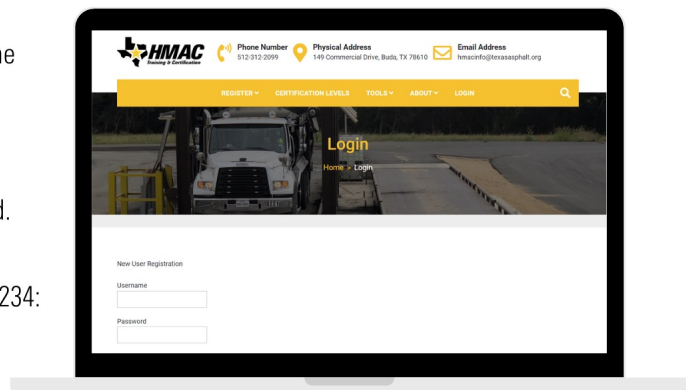 ne
d.
234:
HMAC
Training & Certification
Phone Number
512-312-2099
Physical Address
149 Commercial Drive, Buda, TX 78610
Email Address
hmacinfo@texasasphalt.org
REGISTER CERTIFICATION LEVELS TOOLS ABOUT LOGIN
Login
Home > Login
New User Registration
Username
Password